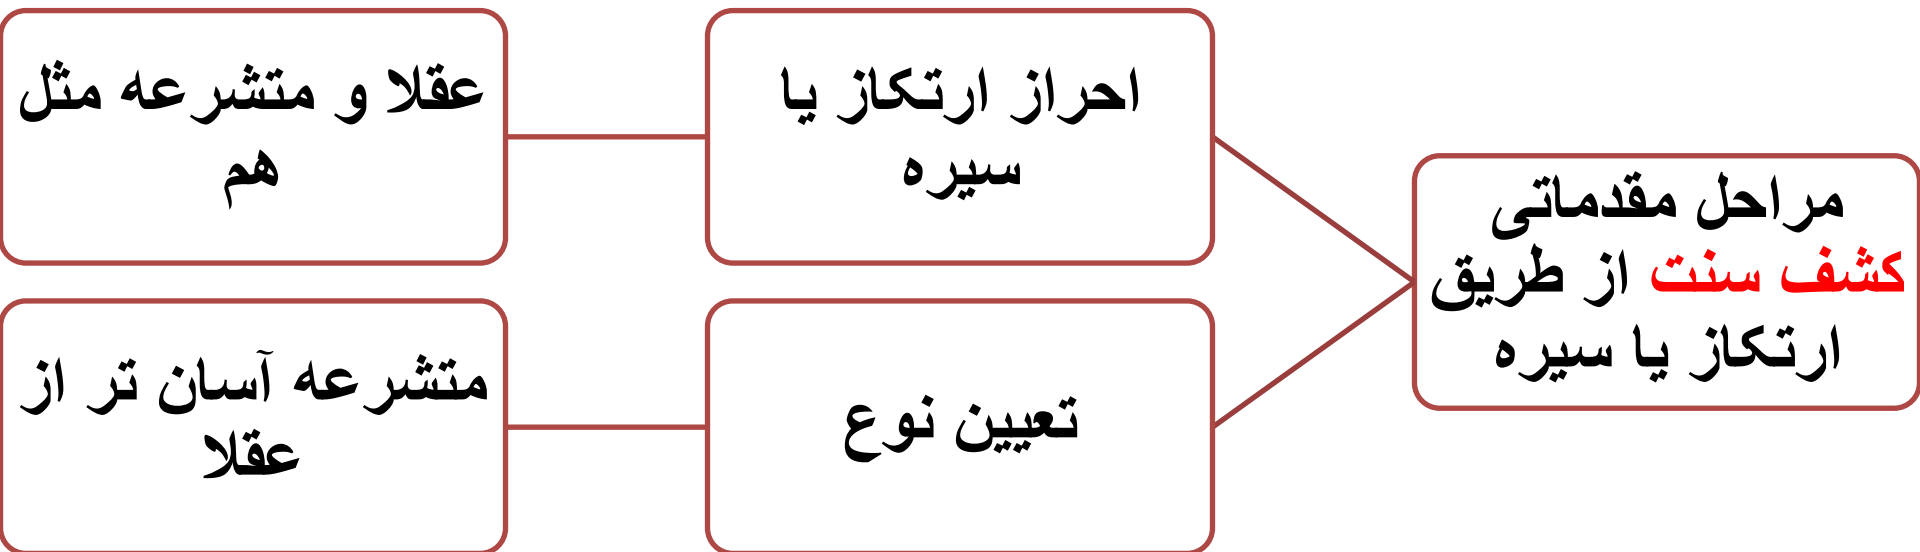 مراحل مقدماتی
کشف سنت از طریق
ارتکاز یا سیره
احراز ارتکاز یا
سیره
عقلا و متشرعه مثل
هم
تعیین نوع
متشرعه آسان تر از
عقلا